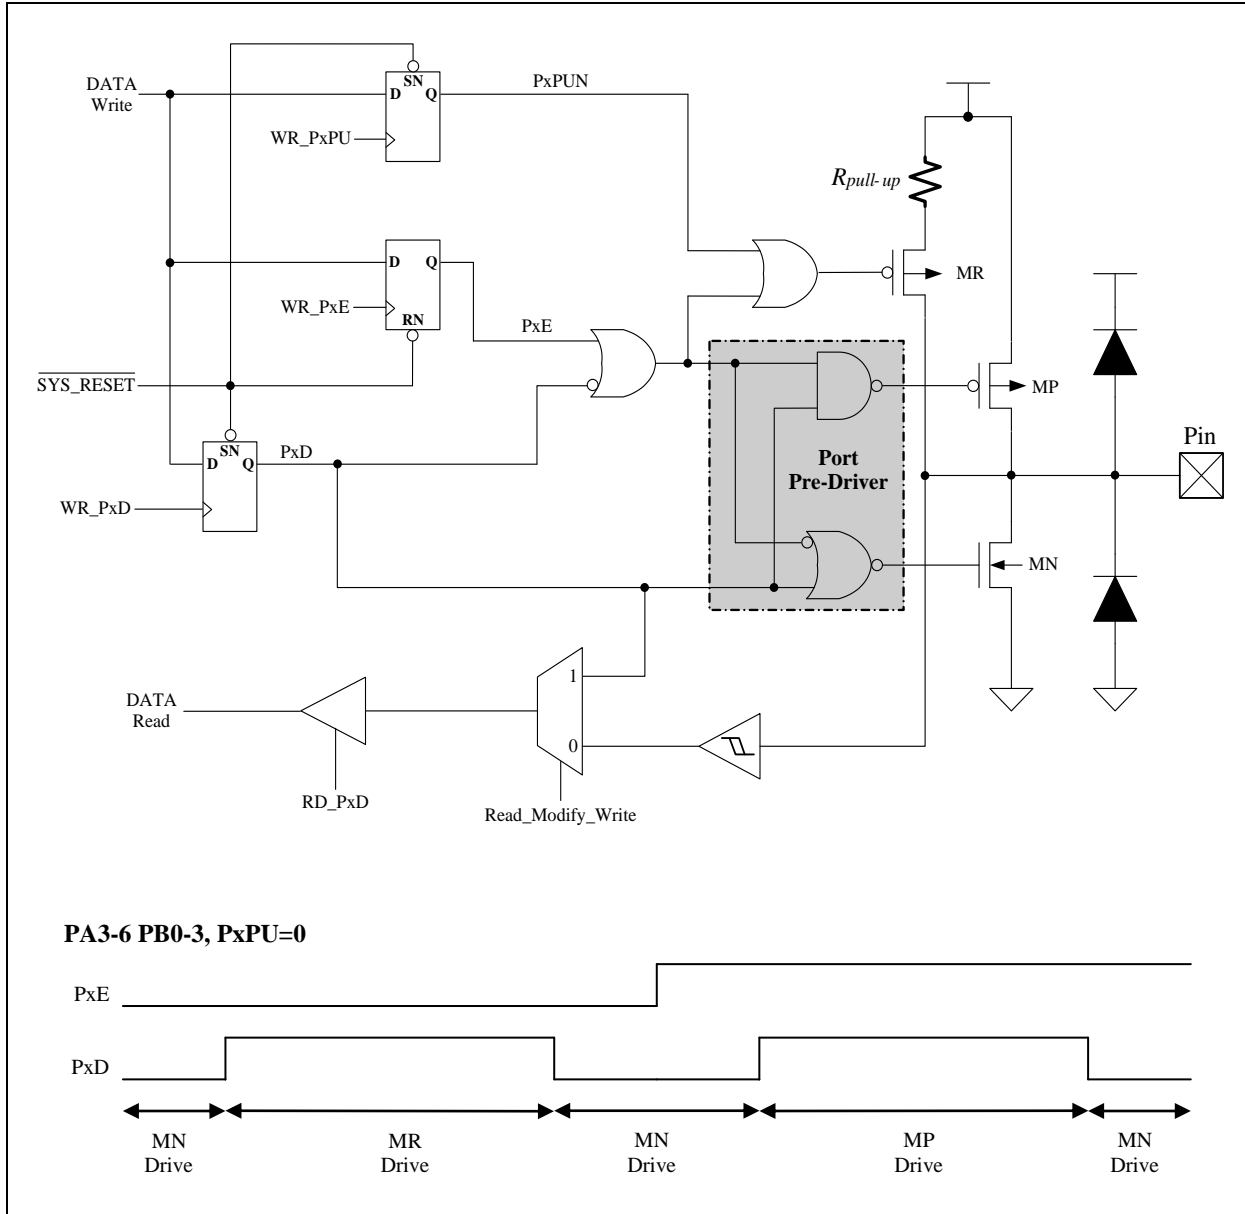 DATA
Write
D
SN
Q
PxPUN
WR_PxPU
Rpull-up
D
Q
WR_PxE
RN
PxE
MR
SYS_RESET
MP
SN
D
Q
PxD
WR_PxD
Port
Pre-Driver
Pin
MN
1
DATA
Read
0
RD_PxD
Read_Modify_Write
PA3-6 PB0-3, PxPU=0
PxE
PxD
MN
Drive
MR
Drive
MN
Drive
MP
Drive
MN
Drive